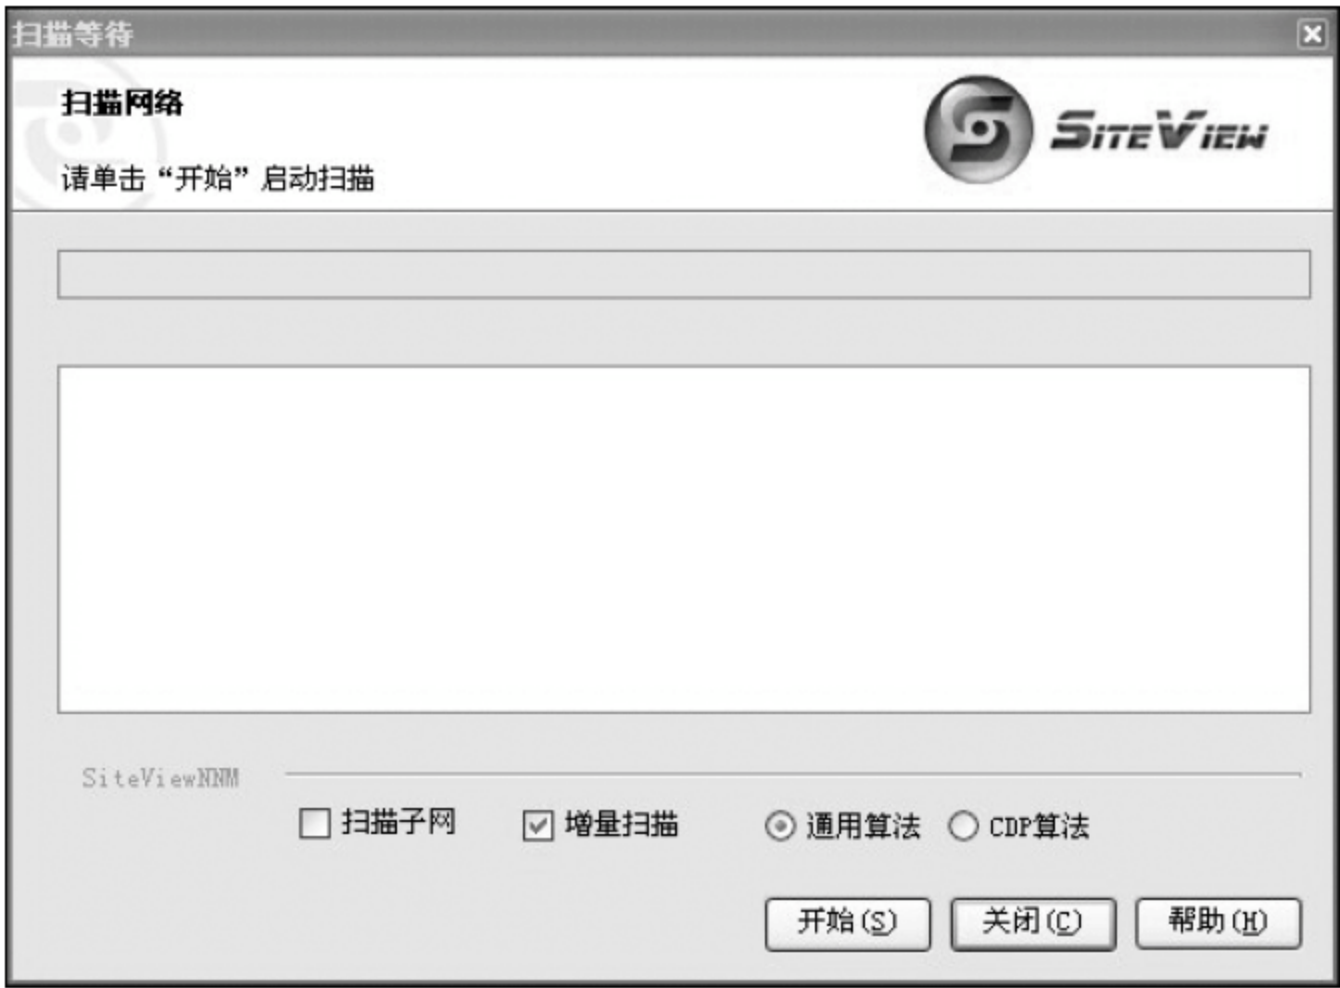 扫描等待
扫描网络
请单击“开始”启动扫描
SITEVIEW
SiteViewNNM
扫描子网 增量扫描 通用算法 CDP算法
开始(S) 关闭(C) 帮助(H)